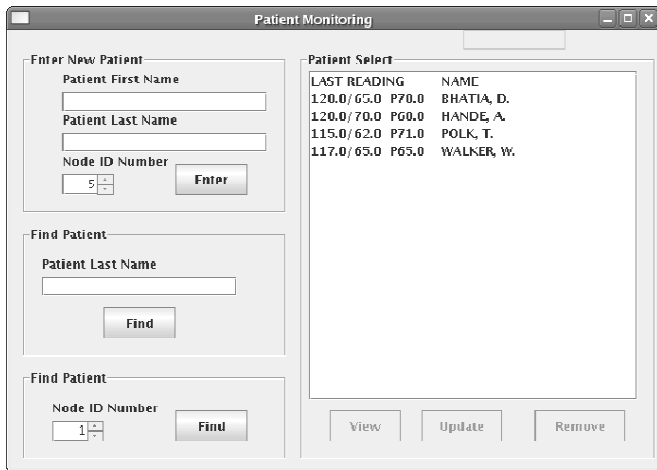 Patient Monitoring
Enter New Patient
Patient First Name
Patient Last Name
Node ID Number
5
Enter
Find Patient
Patient Last Name
Find
Find Patient
Node ID Number
1
Find
Patient Select
LAST READING NAME
120.0/65.0 P70.0 BHATIA, D.
120.0/70.0 P60.0 HANDE, A.
115.0/62.0 P71.0 POLK, T.
117.0/65.0 P65.0 WALKER, W.
View Update Remove